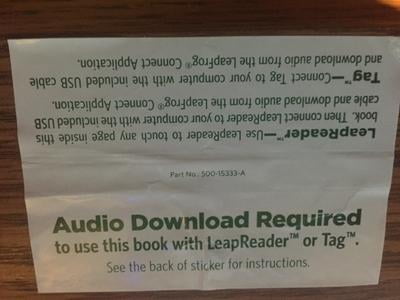 Audio Download Required
to use this book with LeapReader™ or Tag™.
See the back of sticker for instructions.
Part No.: 500-15333-A
LeapReader™—Use LeapReader to touch any page inside this
book. Then connect LeapReader to your computer with the included USB
cable and download audio from the LeapFrog® Connect Application.
Tag™—Connect Tag to your computer with the included USB cable
and download audio from the LeapFrog® Connect Application.